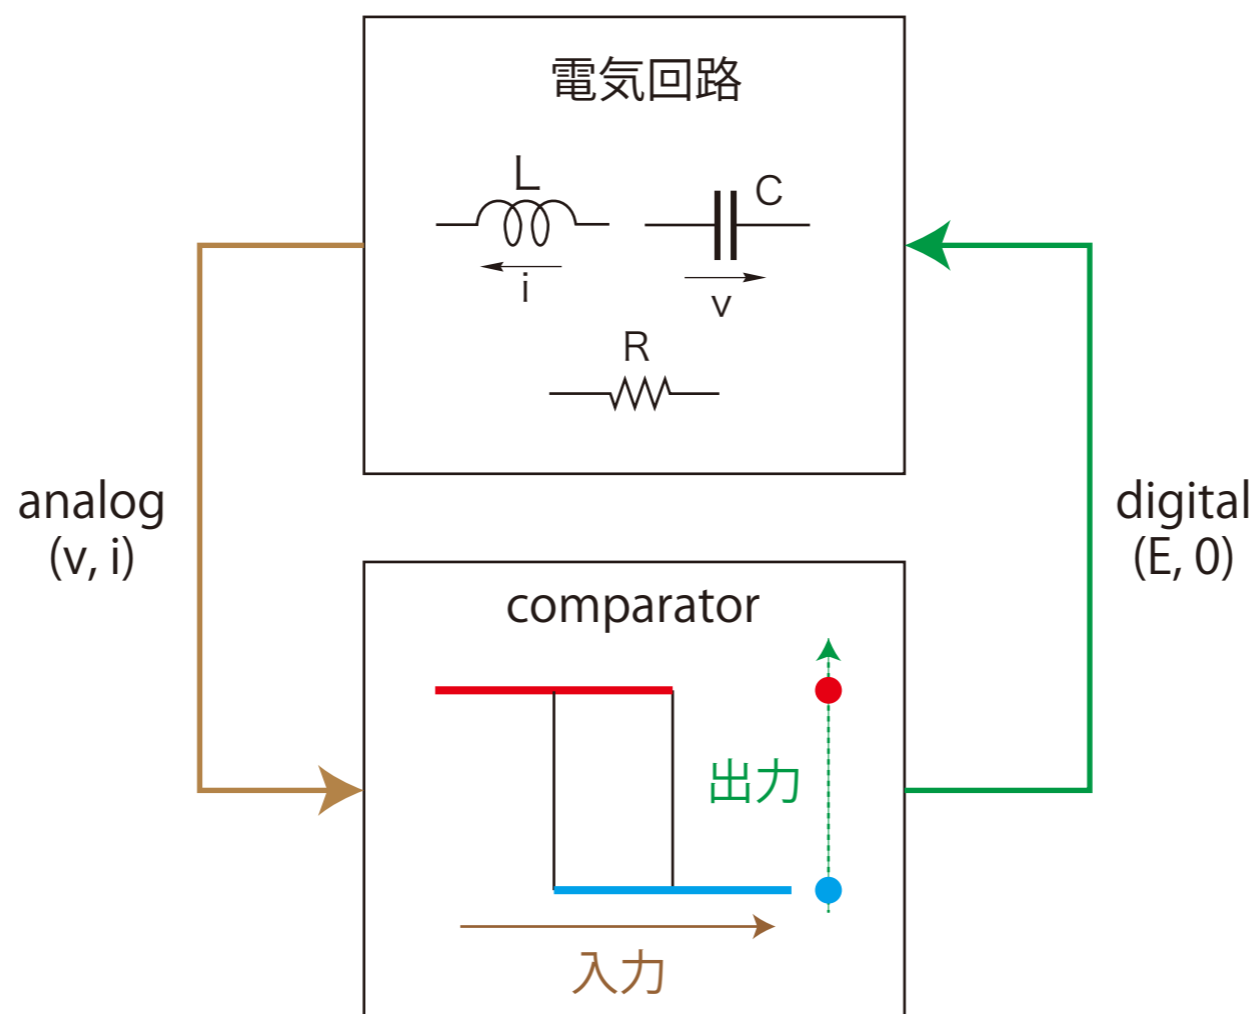 電気回路
L
C
i
v
R
analog
(v, i)
digital
(E, 0)
comparator
出力
入力